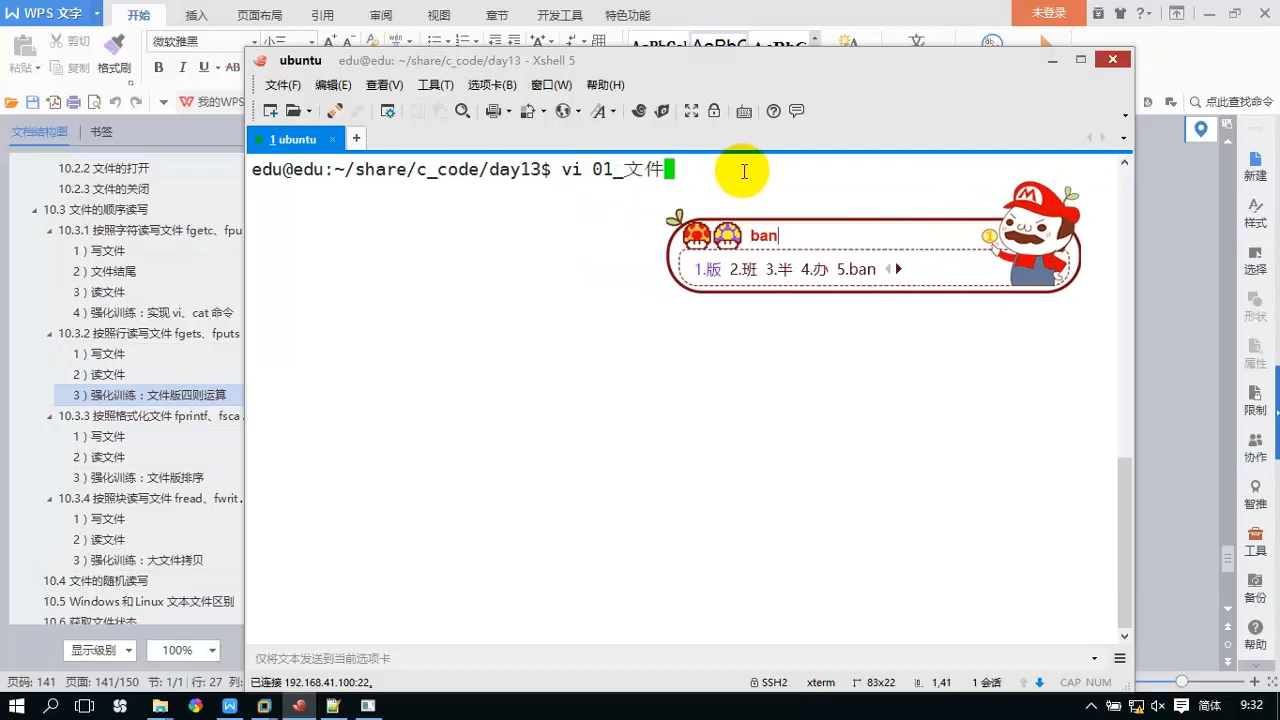 WPS 文字
开始
插入
页面布局
引用
审阅
视图
章节
开发工具
特色功能
未登录
剪切
粘贴
复制
格式刷
微软雅黑
小三
B I U AB
我的WPS
点此查找命令
ubuntu edu@edu: ~/share/c_code/day13 - Xshell 5
文件(F) 编辑(E) 查看(V) 工具(T) 选项卡(B) 窗口(W) 帮助(H)
1 ubuntu
edu@edu:~/share/c_code/day13$ vi 01_文件
ban
1.版 2.班 3.半 4.办 5.ban
文档结构图 书签
10.2.2 文件的打开
10.2.3 文件的关闭
10.3 文件的顺序读写
10.3.1 按照字符读写文件 fgetc、fpu
1）写文件
2）文件结尾
3）读文件
4）强化训练：实现 vi、cat 命令
10.3.2 按照行读写文件 fgets、fputs
1）写文件
2）读文件
3）强化训练：文件版四则运算
10.3.3 按照格式化文件 fprintf、fsca
1）写文件
2）读文件
3）强化训练：文件版排序
10.3.4 按照块读写文件 fread、fwrit
1）写文件
2）读文件
3）强化训练：大文件拷贝
10.4 文件的随机读写
10.5 Windows 和 Linux 文本文件区别
10.6 获取文件状态
显示级别 100%
新建
样式
选择
形状
属性
限制
协作
智推
工具
备份
帮助
仅将文本发送到当前选项卡
已连接 192.168.41.100:22。 SSH2 xterm 83x22 1,41 1 会话 CAP NUM
页码: 141 页面: 141/150 节: 1/1 行: 27 列:
简体 9:32